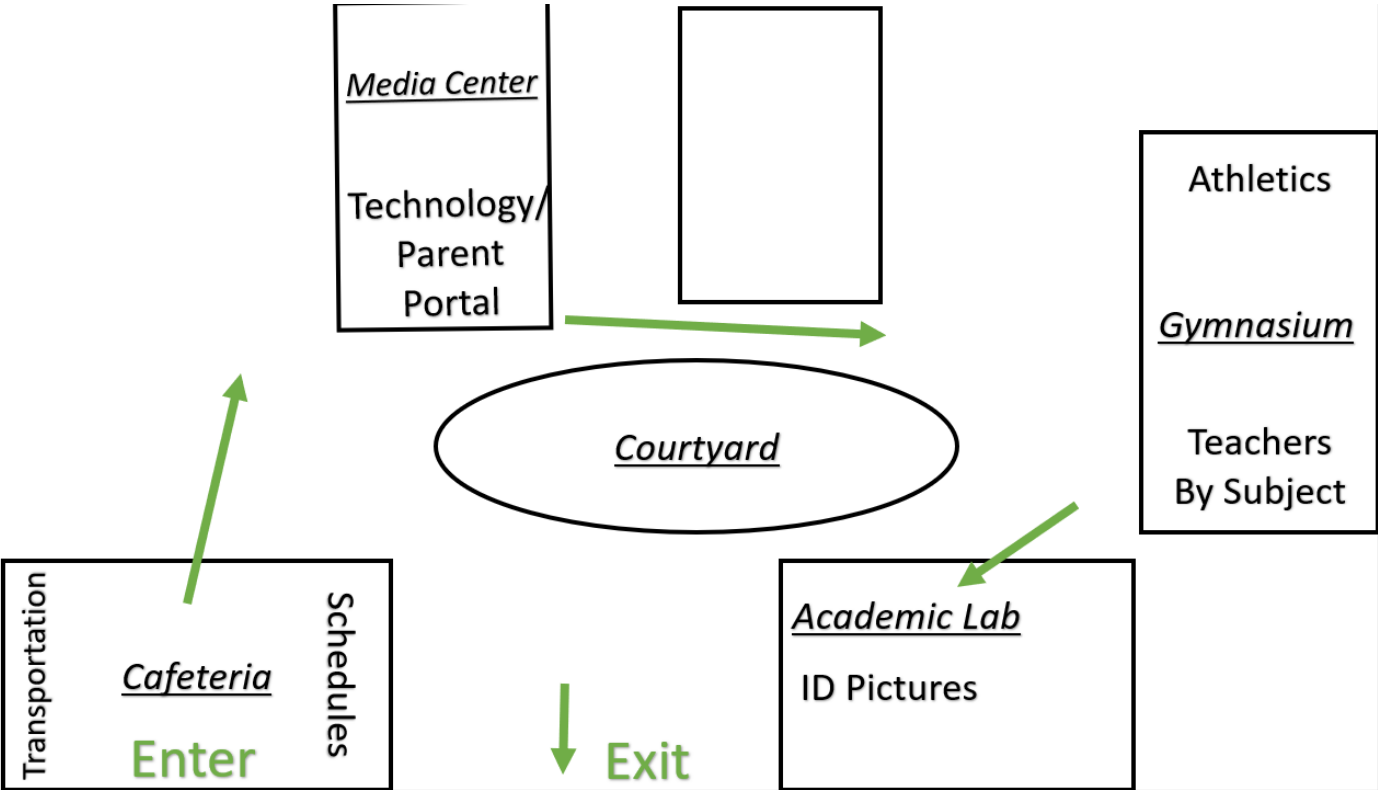 Media Center
Technology/
Parent
Portal
Athletics
Gymnasium
Teachers
By Subject
Courtyard
Transportation
Cafeteria
Enter
Schedules
Exit
Academic Lab
ID Pictures